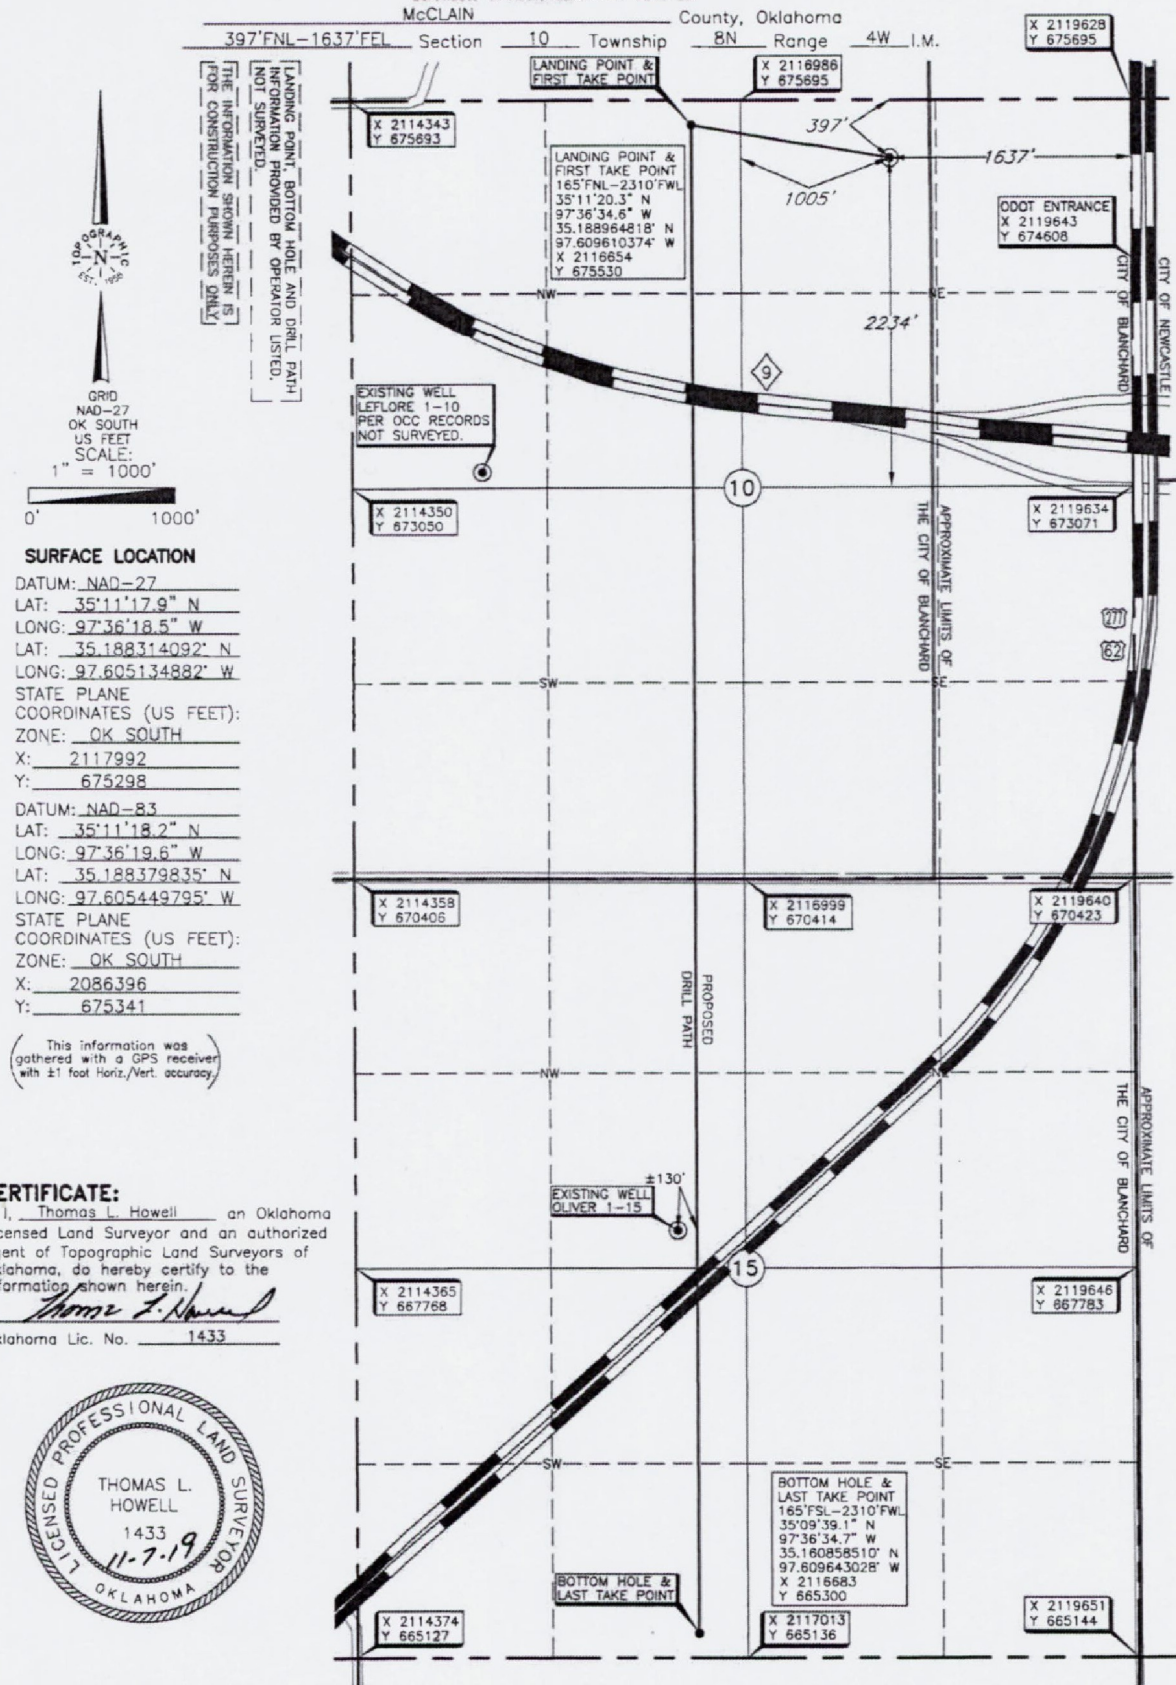 McCLAIN County, Oklahoma
397'FNL-1637'FEL Section 10 Township 8N Range 4W I.M.
X 2119628
Y 675695
LANDING POINT &
FIRST TAKE POINT
X 2116986
Y 675695
THE INFORMATION SHOWN HEREIN IS
FOR CONSTRUCTION PURPOSES ONLY
LANDING POINT, BOTTOM HOLE AND DRILL PATH
INFORMATION PROVIDED BY OPERATOR LISTED,
NOT SURVEYED.
X 2114343
Y 675693
397'
1637'
1005'
LANDING POINT &
FIRST TAKE POINT
165'FNL-2310'FWL
35°11'20.3" N
97°36'34.6" W
35.188964818° N
97.609610374° W
X 2116654
Y 675530
ODOT ENTRANCE
X 2119643
Y 674608
CITY OF BLANCHARD
CITY OF NEWCASTLE
TOPOGRAPHIC
N
EST. 1950
NW
NE
2234'
9
GRID
NAD-27
OK SOUTH
US FEET
SCALE:
1" = 1000'
0' 1000'
EXISTING WELL
LEFLORE 1-10
PER OCC RECORDS
NOT SURVEYED.
10
X 2114350
Y 673050
X 2119634
Y 673071
APPROXIMATE LIMITS OF
THE CITY OF BLANCHARD
277
62
SW
SE
SURFACE LOCATION
DATUM: NAD-27
LAT: 35°11'17.9" N
LONG: 97°36'18.5" W
LAT: 35.188314092° N
LONG: 97.605134882° W
STATE PLANE
COORDINATES (US FEET):
ZONE: OK SOUTH
X: 2117992
Y: 675298
DATUM: NAD-83
LAT: 35°11'18.2" N
LONG: 97°36'19.6" W
LAT: 35.188379835° N
LONG: 97.605449795° W
STATE PLANE
COORDINATES (US FEET):
ZONE: OK SOUTH
X: 2086396
Y: 675341
This information was
gathered with a GPS receiver
with ±1 foot Horiz./Vert. accuracy.
X 2114358
Y 670406
X 2116999
Y 670414
X 2119640
Y 670423
PROPOSED
DRILL PATH
NW
NE
APPROXIMATE LIMITS OF
THE CITY OF BLANCHARD
±130'
EXISTING WELL
OLIVER 1-15
15
X 2114365
Y 667768
X 2119646
Y 667783
ERTIFICATE:
I, Thomas L. Howell an Oklahoma
censed Land Surveyor and an authorized
gent of Topographic Land Surveyors of
klahoma, do hereby certify to the
formation shown herein.
Thomas L. Howell
klahoma Lic. No. 1433
LICENSED PROFESSIONAL LAND SURVEYOR
THOMAS L.
HOWELL
1433
11-7-19
OKLAHOMA
SW
SE
BOTTOM HOLE &
LAST TAKE POINT
165'FSL-2310'FWL
35°09'39.1" N
97°36'34.7" W
35.160858510° N
97.609643028° W
X 2116683
Y 665300
BOTTOM HOLE &
LAST TAKE POINT
X 2114374
Y 665127
X 2117013
Y 665136
X 2119651
Y 665144